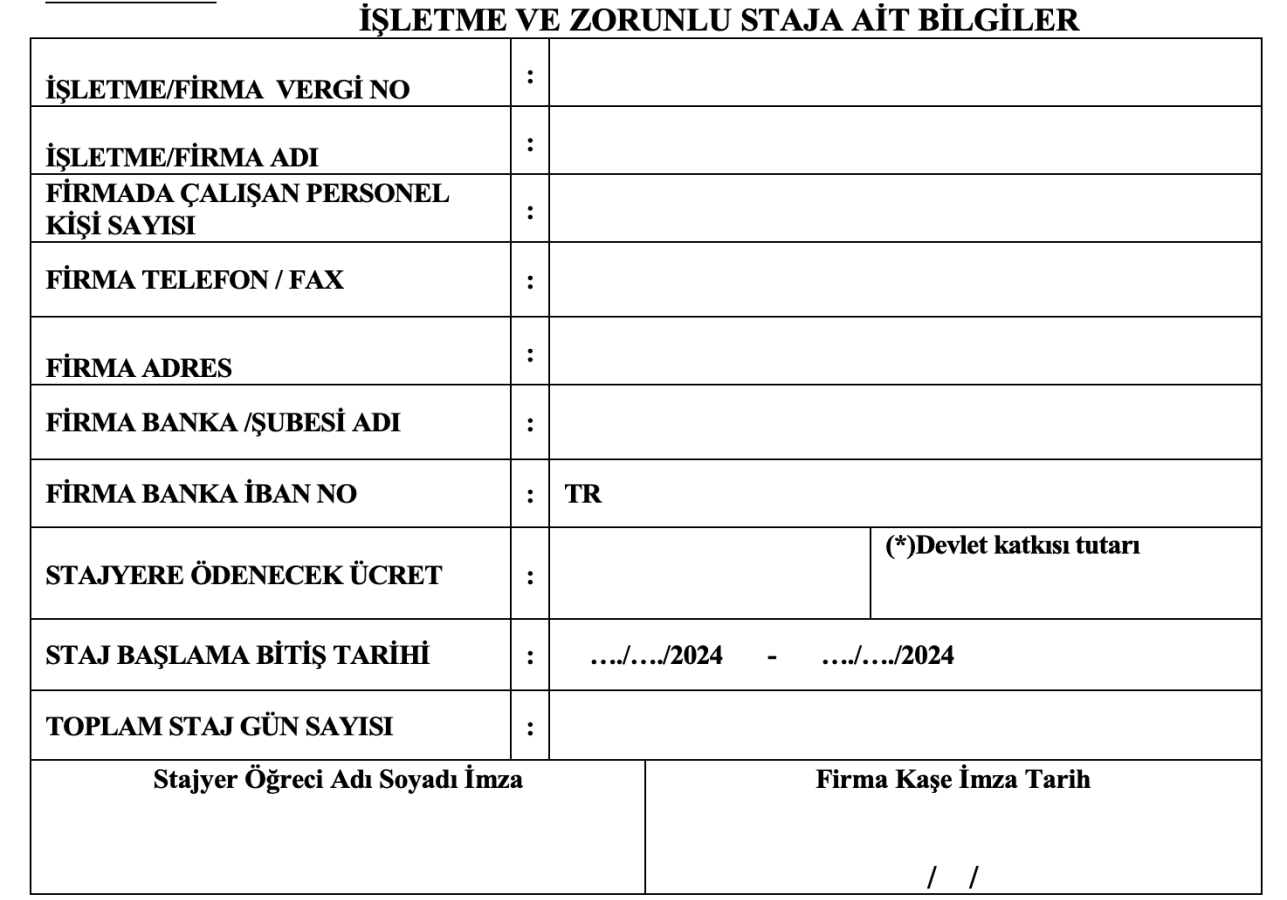 İŞLETME VE ZORUNLU STAJA AİT BİLGİLER
İŞLETME/FİRMA VERGİ NO :
İŞLETME/FİRMA ADI :
FİRMADA ÇALIŞAN PERSONEL
KİŞİ SAYISI :
FİRMA TELEFON / FAX :
FİRMA ADRES :
FİRMA BANKA /ŞUBESİ ADI :
FİRMA BANKA İBAN NO : TR
STAJYERE ÖDENECEK ÜCRET : (*)Devlet katkısı tutarı
STAJ BAŞLAMA BİTİŞ TARİHİ : …./…./2024 - …./…./2024
TOPLAM STAJ GÜN SAYISI :
Stajyer Öğreci Adı Soyadı İmza
Firma Kaşe İmza Tarih
/ /